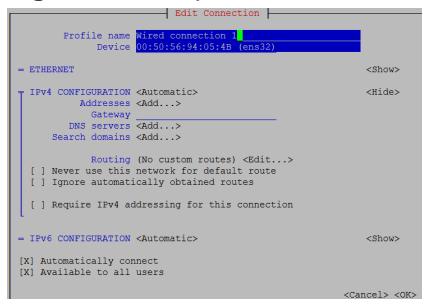 Edit Connection
Profile name Wired connection 1
Device 00:50:56:94:05:4B (ens32)
= ETHERNET <Show>
IPv4 CONFIGURATION <Automatic> <Hide>
Addresses <Add...>
Gateway
DNS servers <Add...>
Search domains <Add...>
Routing (No custom routes) <Edit...>
[ ] Never use this network for default route
[ ] Ignore automatically obtained routes
[ ] Require IPv4 addressing for this connection
= IPv6 CONFIGURATION <Automatic> <Show>
[X] Automatically connect
[X] Available to all users
<Cancel> <OK>